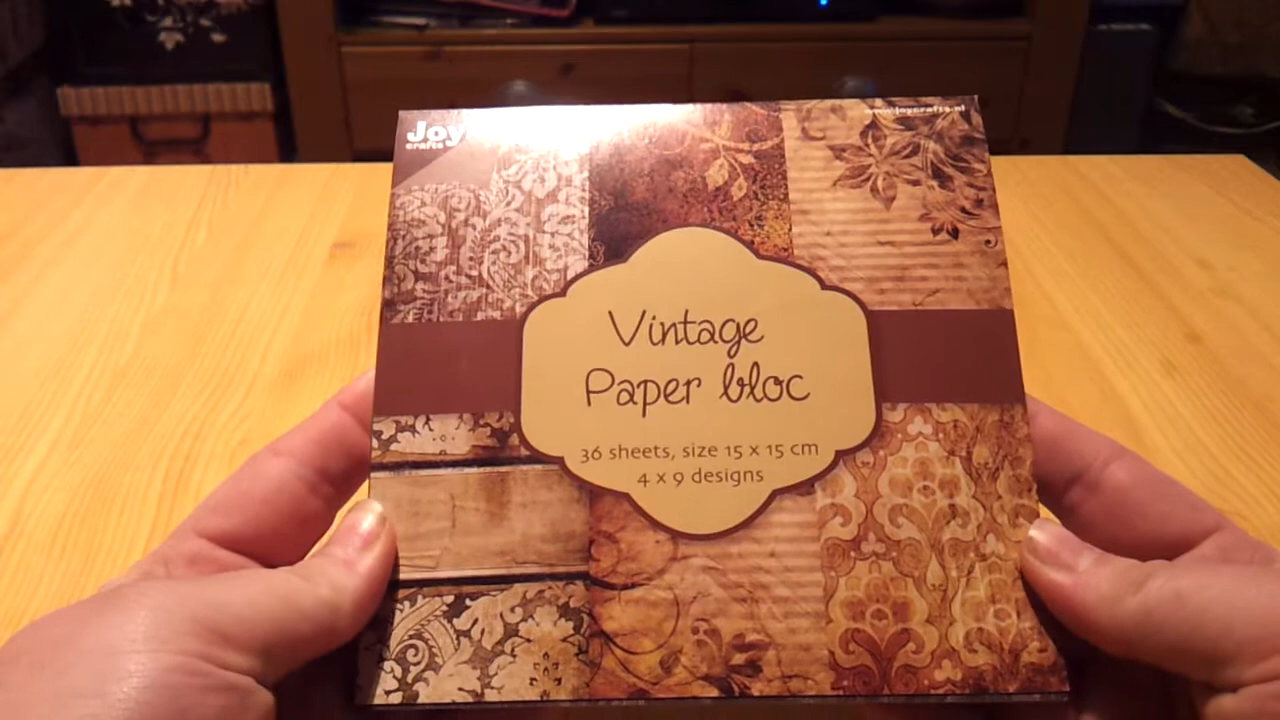 Joy!
crafts
www.joycrafts.nl
Vintage
Paper bloc
36 sheets, size 15 x 15 cm
4 x 9 designs